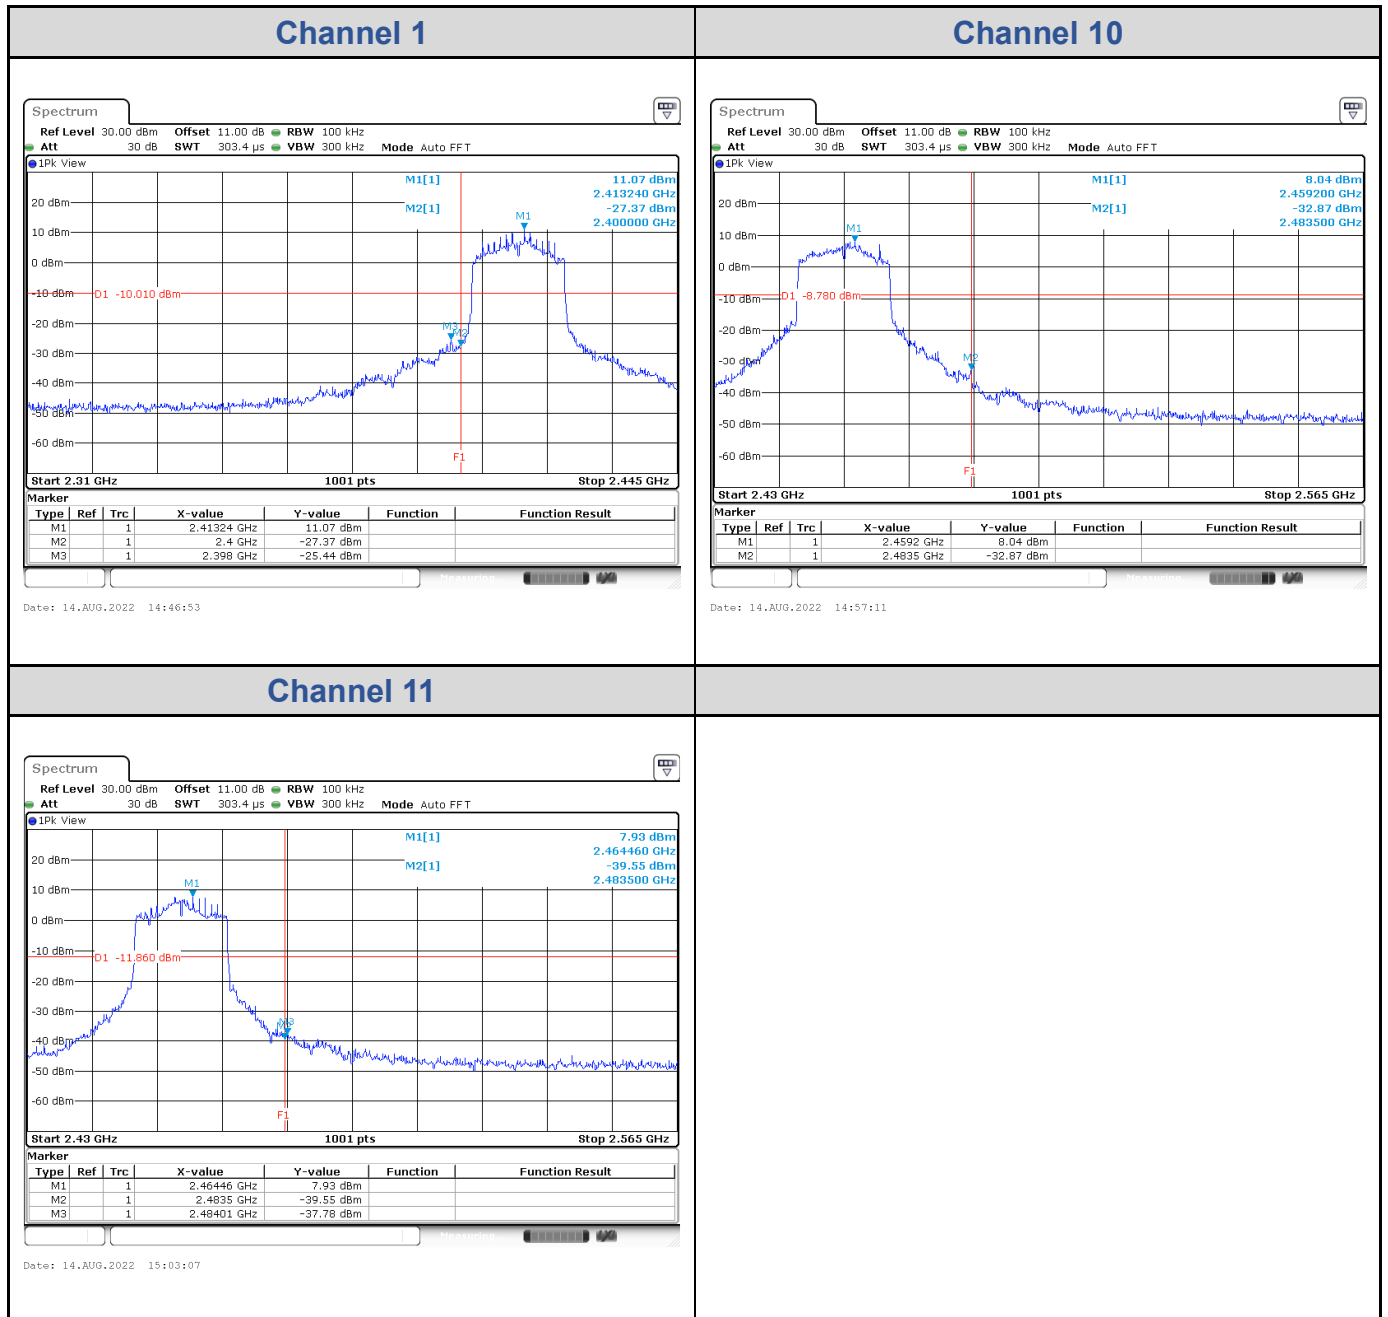 Channel 1
Channel 10
Spectrum
Ref Level 30.00 dBm Offset 11.00 dB RBW 100 kHz
Att 30 dB SWT 303.4 µs VBW 300 kHz Mode Auto FFT
1Pk View
M1[1] 11.07 dBm
2.413240 GHz
M2[1] -27.37 dBm
2.400000 GHz
20 dBm
M1
10 dBm
0 dBm
-10 dBm
D1 -10.010 dBm
-20 dBm
M3
M2
-30 dBm
-40 dBm
-50 dBm
-60 dBm
F1
Start 2.31 GHz 1001 pts Stop 2.445 GHz
Marker
Type Ref Trc X-value Y-value Function Function Result
M1 1 2.41324 GHz 11.07 dBm
M2 1 2.4 GHz -27.37 dBm
M3 1 2.398 GHz -25.44 dBm
Measuring
Date: 14.AUG.2022 14:46:53
Spectrum
Ref Level 30.00 dBm Offset 11.00 dB RBW 100 kHz
Att 30 dB SWT 303.4 µs VBW 300 kHz Mode Auto FFT
1Pk View
M1[1] 8.04 dBm
2.459200 GHz
M2[1] -32.87 dBm
2.483500 GHz
20 dBm
M1
10 dBm
0 dBm
-10 dBm
D1 -8.780 dBm
-20 dBm
-30 dBm
M2
-40 dBm
-50 dBm
-60 dBm
F1
Start 2.43 GHz 1001 pts Stop 2.565 GHz
Marker
Type Ref Trc X-value Y-value Function Function Result
M1 1 2.4592 GHz 8.04 dBm
M2 1 2.4835 GHz -32.87 dBm
Measuring
Date: 14.AUG.2022 14:57:11
Channel 11
Spectrum
Ref Level 30.00 dBm Offset 11.00 dB RBW 100 kHz
Att 30 dB SWT 303.4 µs VBW 300 kHz Mode Auto FFT
1Pk View
M1[1] 7.93 dBm
2.464460 GHz
M2[1] -39.55 dBm
2.483500 GHz
20 dBm
M1
10 dBm
0 dBm
-10 dBm
D1 -11.860 dBm
-20 dBm
-30 dBm
M3
-40 dBm
-50 dBm
-60 dBm
F1
Start 2.43 GHz 1001 pts Stop 2.565 GHz
Marker
Type Ref Trc X-value Y-value Function Function Result
M1 1 2.46446 GHz 7.93 dBm
M2 1 2.4835 GHz -39.55 dBm
M3 1 2.48401 GHz -37.78 dBm
Measuring
Date: 14.AUG.2022 15:03:07